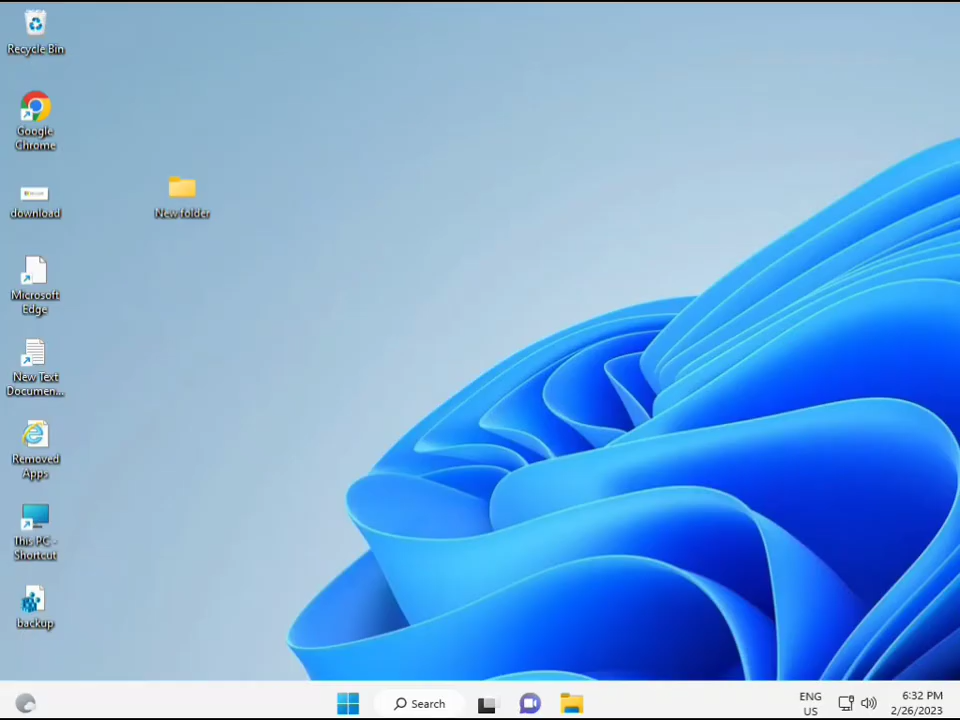 Recycle Bin
Google
Chrome
download
New folder
Microsoft
Edge
New Text
Documen...
Removed
Apps
This PC -
Shortcut
backup
Search
ENG
US
6:32 PM
2/26/2023